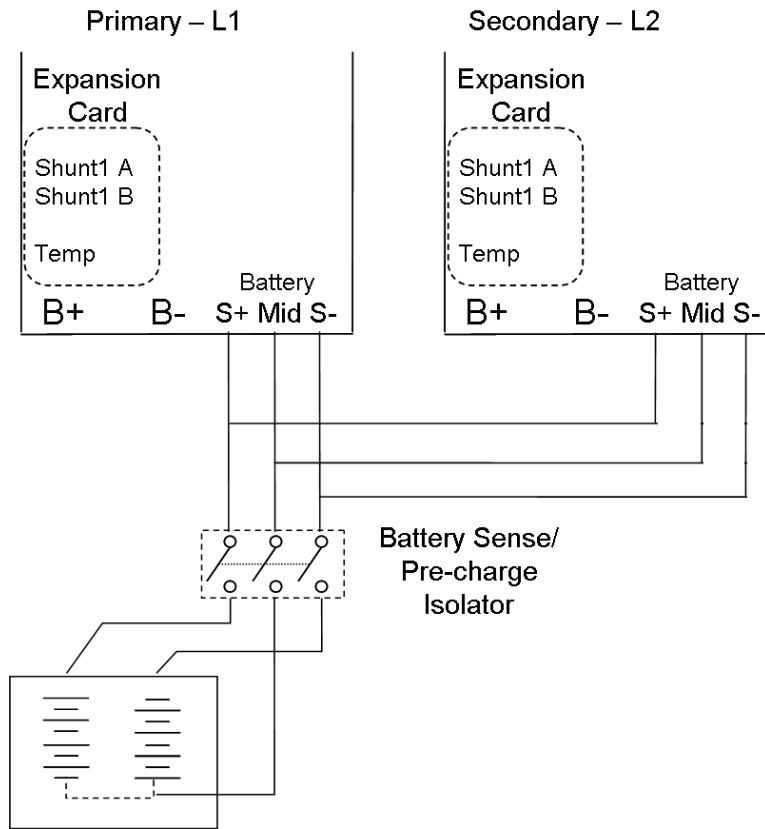 Primary – L1
Secondary – L2
Expansion
Card
Shunt1 A
Shunt1 B
Temp
Battery
B+ B- S+ Mid S-
Expansion
Card
Shunt1 A
Shunt1 B
Temp
Battery
B+ B- S+ Mid S-
Battery Sense/
Pre-charge
Isolator